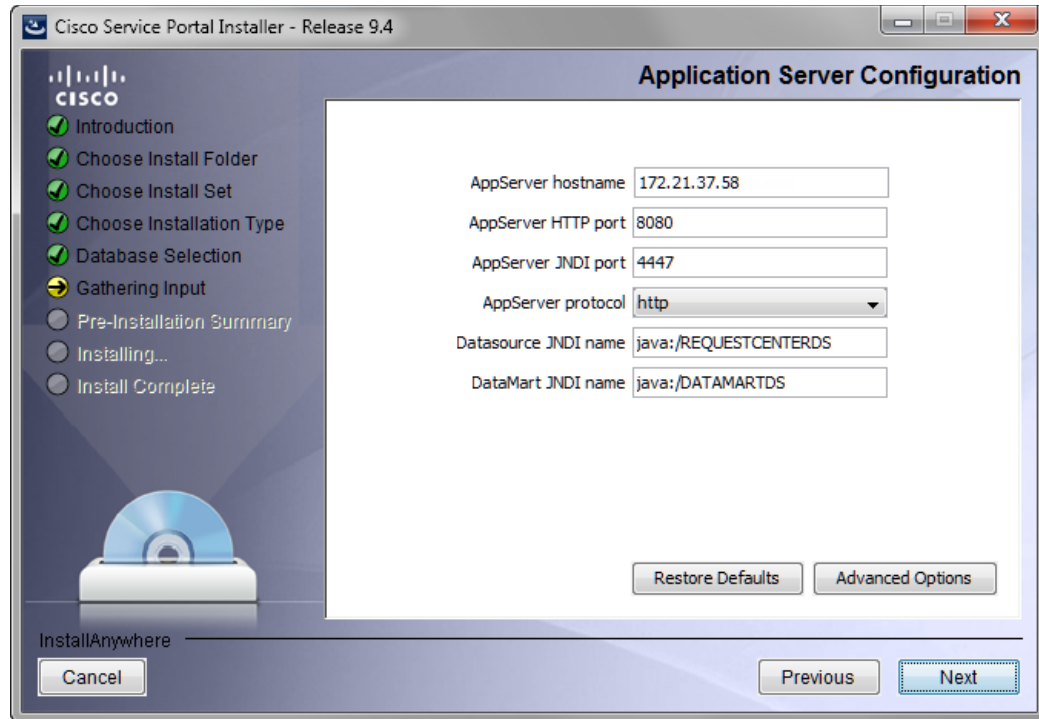 Cisco Service Portal Installer - Release 9.4
CISCO
Application Server Configuration
Introduction
Choose Install Folder
Choose Install Set
Choose Installation Type
Database Selection
Gathering Input
Pre-Installation Summary
Installing...
Install Complete
AppServer hostname 172.21.37.58
AppServer HTTP port 8080
AppServer JNDI port 4447
AppServer protocol http
Datasource JNDI name java:/REQUESTCENTERDS
DataMart JNDI name java:/DATAMARTDS
Restore Defaults Advanced Options
InstallAnywhere
Cancel Previous Next